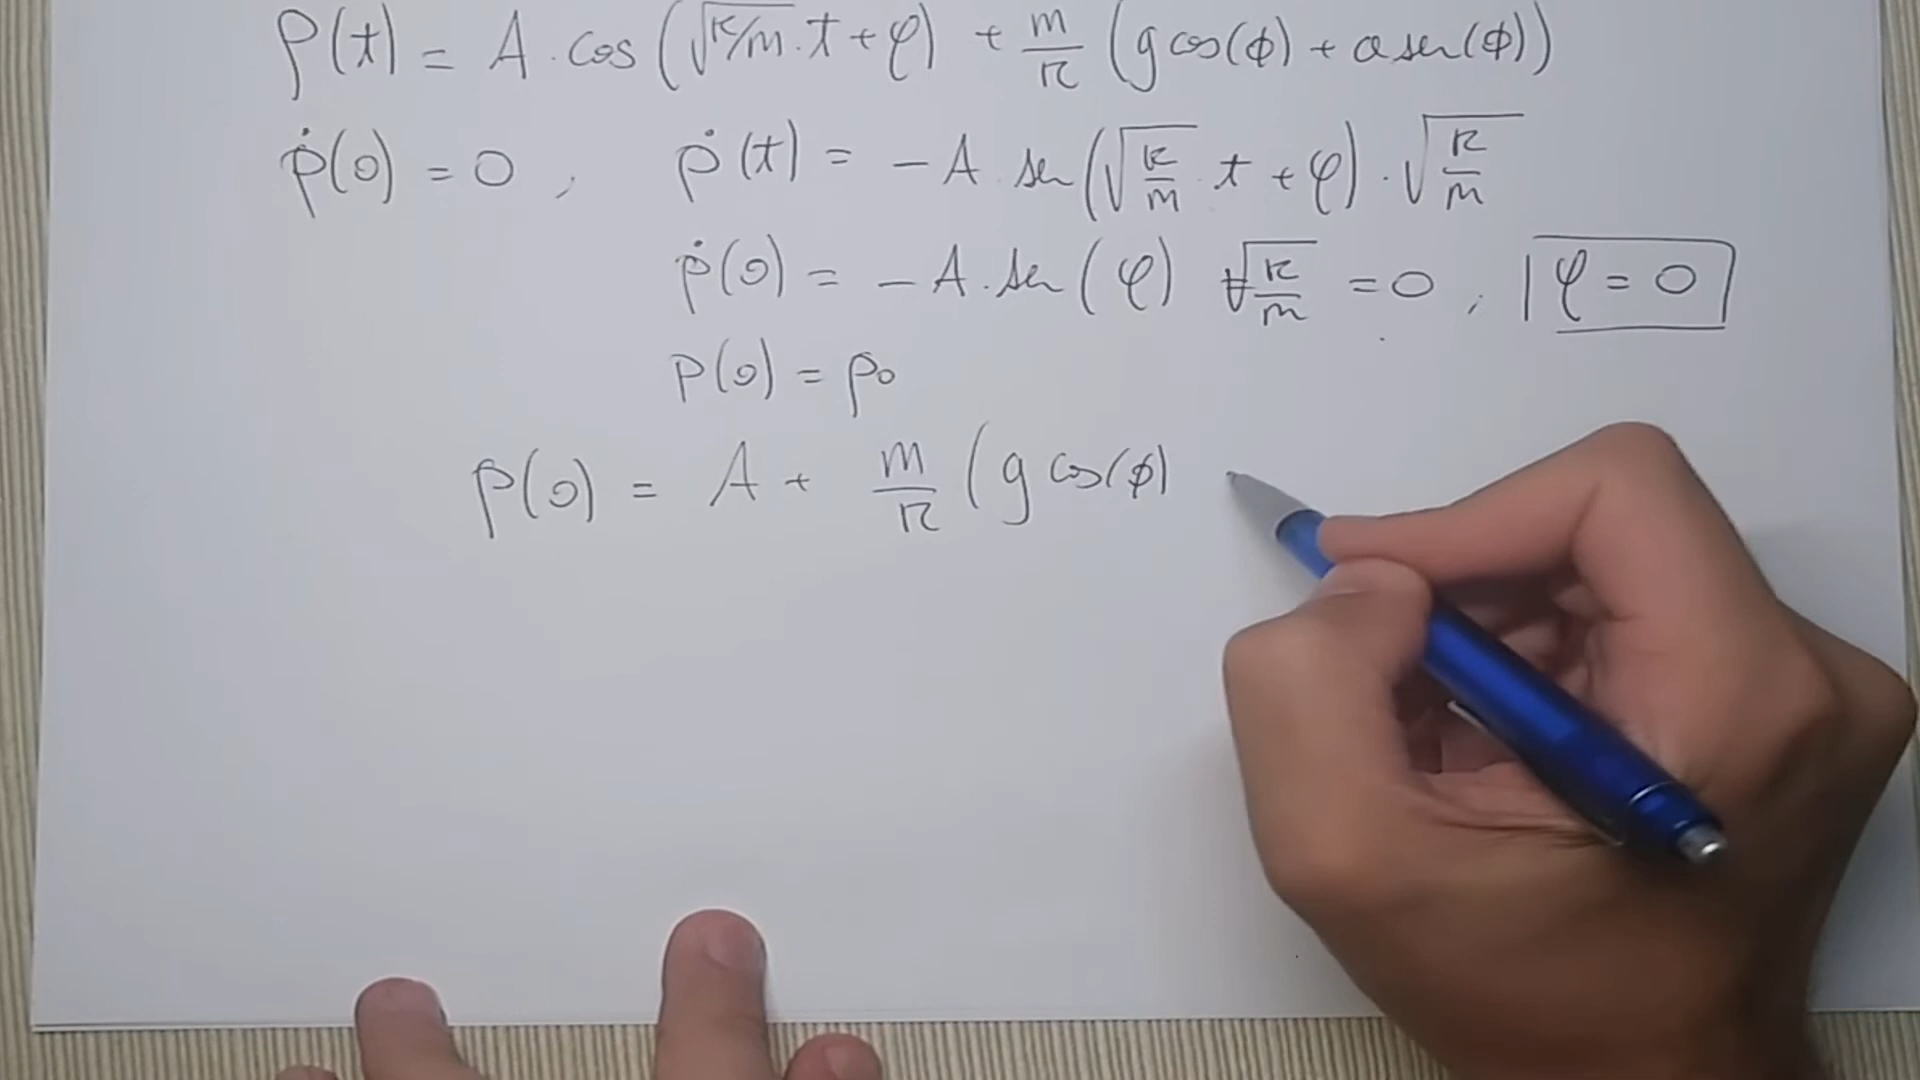 ρ(t) = A · cos (√k/m · t + φ) + m/k (g cos(ϕ) + a sen(ϕ))
ρ̇(0) = 0 , ρ̇(t) = - A sen(√k/m · t + φ) · √k/m
ρ̇(0) = - A · sen (φ) √k/m = 0 , φ = 0
ρ(0) = ρ₀
ρ(0) = A + m/k (g cos(ϕ)